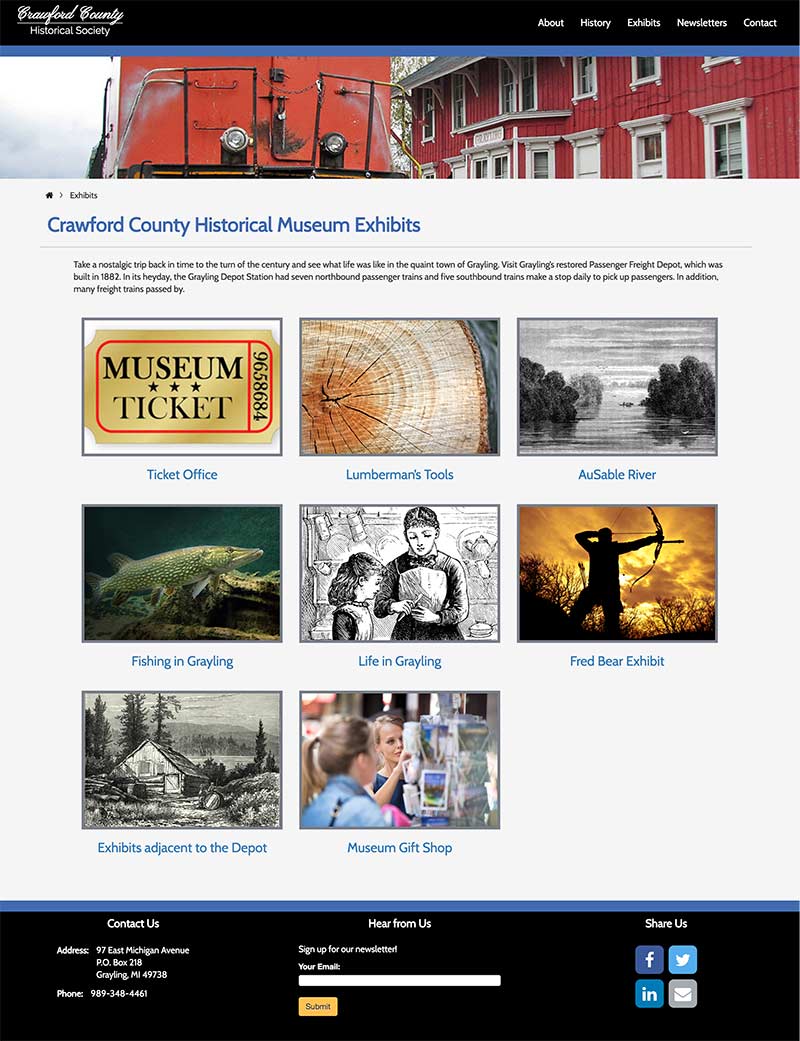 Crawford County
Historical Society
About History Exhibits Newsletters Contact
GRAYLING
Exhibits
Crawford County Historical Museum Exhibits
Take a nostalgic trip back in time to the turn of the century and see what life was like in the quaint town of Grayling. Visit Grayling's restored Passenger Freight Depot, which was
built in 1882. In its heyday, the Grayling Depot Station had seven northbound passenger trains and five southbound trains make a stop daily to pick up passengers. In addition,
many freight trains passed by.
MUSEUM
TICKET
9658684
Ticket Office Lumberman's Tools AuSable River
Fishing in Grayling Life in Grayling Fred Bear Exhibit
Exhibits adjacent to the Depot Museum Gift Shop
Contact Us
Address: 97 East Michigan Avenue
P.O. Box 218
Grayling, MI 49738
Phone: 989-348-4461
Hear from Us
Sign up for our newsletter!
Your Email:
Submit
Share Us